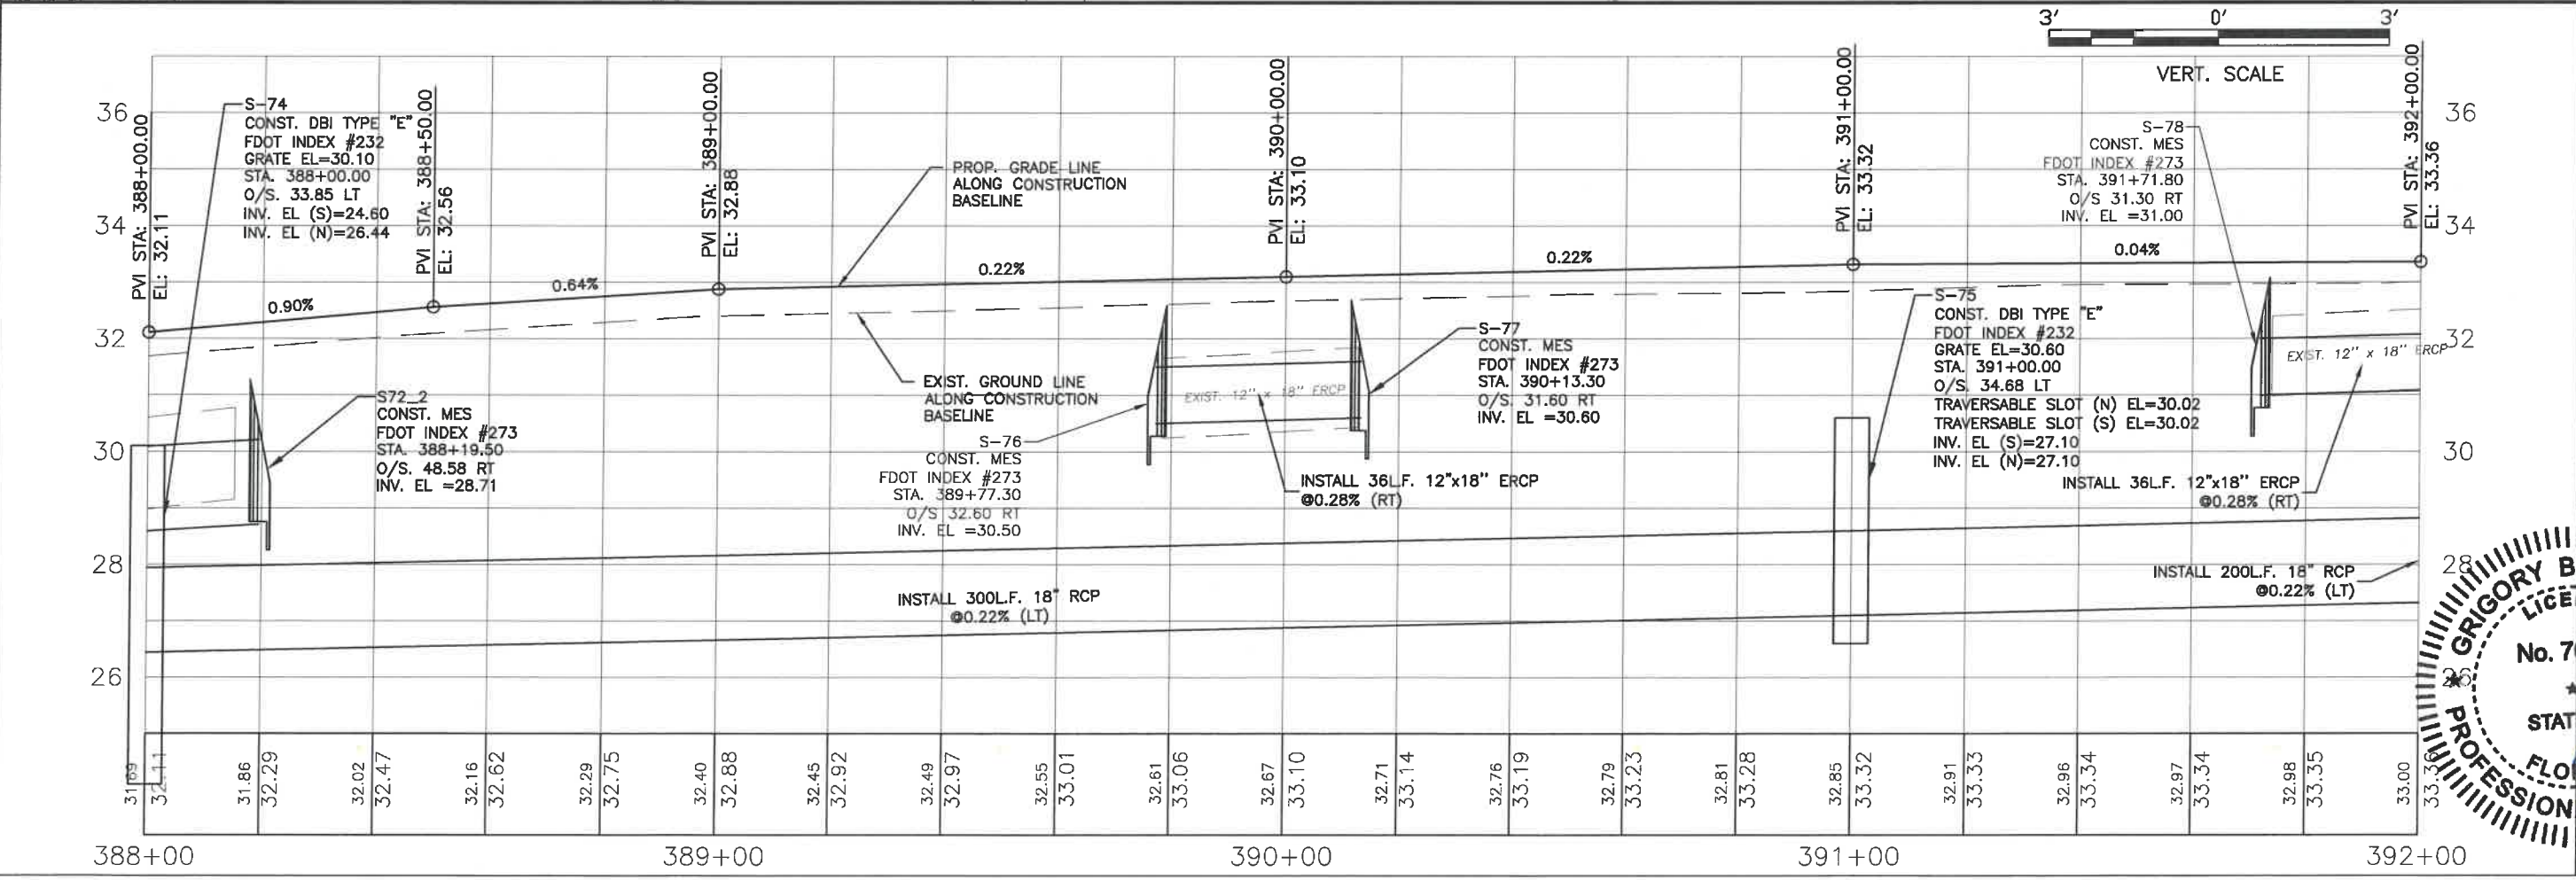 3' 0' 3'
VERT. SCALE
36
34
32
30
28
26
PVI STA: 388+00.00
EL: 32.11
S-74
CONST. DBI TYPE "E"
FDOT INDEX #232
GRATE EL=30.10
STA. 388+00.00
O/S. 33.85 LT
INV. EL (S)=24.60
INV. EL (N)=26.44
PVI STA: 388+50.00
EL: 32.56
PVI STA: 389+00.00
EL: 32.88
PROP. GRADE LINE
ALONG CONSTRUCTION
BASELINE
PVI STA: 390+00.00
EL: 33.10
PVI STA: 391+00.00
EL: 33.32
S-78
CONST. MES
FDOT INDEX #273
STA. 391+71.80
O/S 31.30 RT
INV. EL =31.00
PVI STA: 392+00.00
EL: 33.36
36
34
32
30
28
26
0.90%
0.64%
0.22%
0.22%
0.04%
S72_2
CONST. MES
FDOT INDEX #273
STA. 388+19.50
O/S. 48.58 RT
INV. EL =28.71
EXIST. GROUND LINE
ALONG CONSTRUCTION
BASELINE
S-76
CONST. MES
FDOT INDEX #273
STA. 389+77.30
O/S 32.60 RT
INV. EL =30.50
EXIST. 12" x 18" ERCP
INSTALL 36L.F. 12"x18" ERCP
@0.28% (RT)
S-77
CONST. MES
FDOT INDEX #273
STA. 390+13.30
O/S. 31.60 RT
INV. EL =30.60
S-75
CONST. DBI TYPE "E"
FDOT INDEX #232
GRATE EL=30.60
STA. 391+00.00
O/S. 34.68 LT
TRAVERSABLE SLOT (N) EL=30.02
TRAVERSABLE SLOT (S) EL=30.02
INV. EL (S)=27.10
INV. EL (N)=27.10
EXIST. 12" x 18" ERCP
INSTALL 36L.F. 12"x18" ERCP
@0.28% (RT)
INSTALL 300L.F. 18" RCP
@0.22% (LT)
INSTALL 200L.F. 18" RCP
@0.22% (LT)
GRIGORY B
LICE
No. 7
STAT
FLO
PROFESSION
31.69 32.11
31.86 32.29
32.02 32.47
32.16 32.62
32.29 32.75
32.40 32.88
32.45 32.92
32.49 32.97
32.55 33.01
32.61 33.06
32.67 33.10
32.71 33.14
32.76 33.19
32.79 33.23
32.81 33.28
32.85 33.32
32.91 33.33
32.96 33.34
32.97 33.34
32.98 33.35
33.00 33.36
388+00 389+00 390+00 391+00 392+00